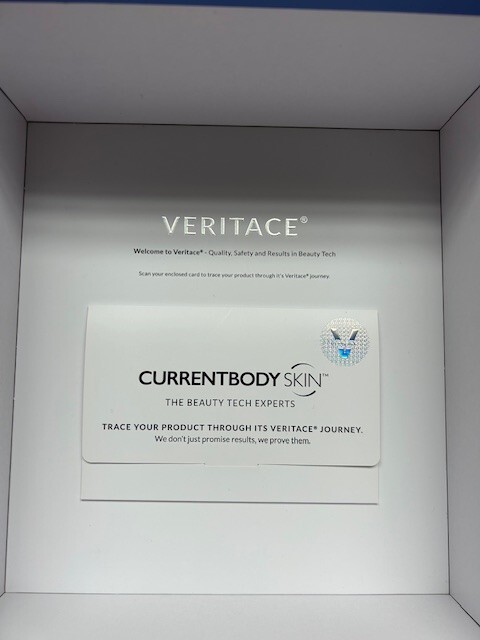 VERITACE®
Welcome to Veritace® - Quality, Safety and Results in Beauty Tech
Scan your enclosed card to trace your product through it's Veritace® journey.
CURRENTBODY SKIN™
THE BEAUTY TECH EXPERTS
TRACE YOUR PRODUCT THROUGH ITS VERITACE® JOURNEY.
We don't just promise results, we prove them.